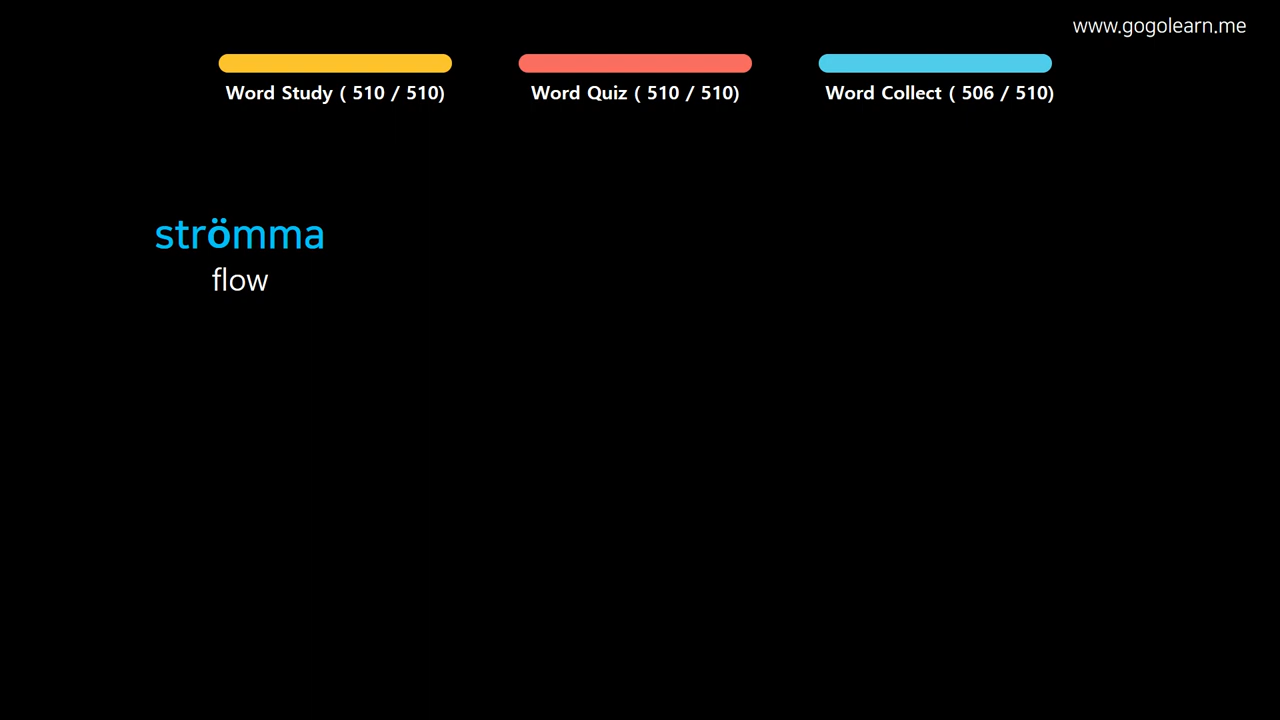 www.gogolearn.me
Word Study ( 510 / 510)
Word Quiz ( 510 / 510)
Word Collect ( 506 / 510)
strömma
flow